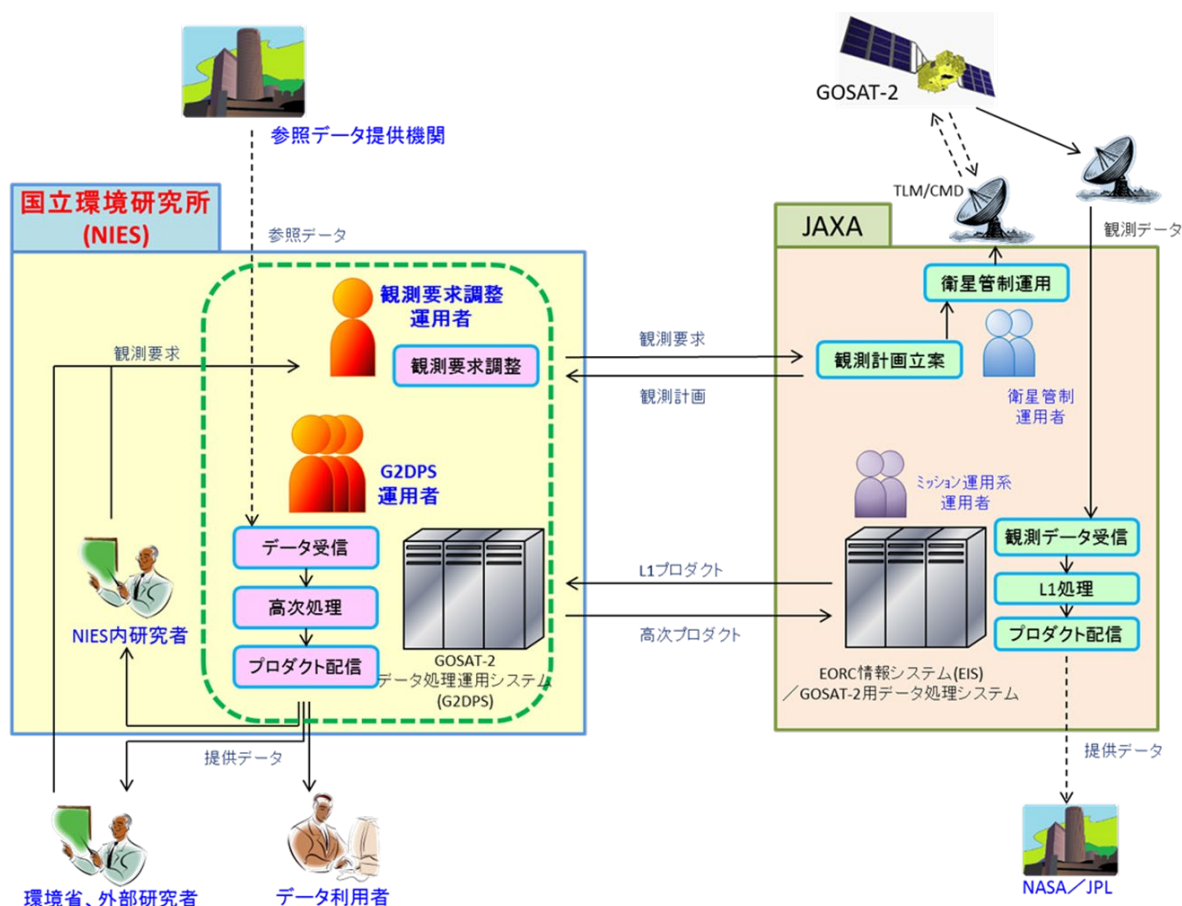 GOSAT-2
参照データ提供機関
TLM/CMD
国立環境研究所
(NIES)
参照データ
JAXA
観測データ
衛星管制運用
観測要求調整
運用者
観測要求
観測要求調整
観測要求
観測計画
観測計画立案
衛星管制
運用者
G2DPS
運用者
ミッション運用系
運用者
データ受信
観測データ受信
高次処理
L1プロダクト
L1処理
NIES内研究者
高次プロダクト
プロダクト配信
プロダクト配信
GOSAT-2
データ処理運用システム
(G2DPS)
EORC情報システム(EIS)
／GOSAT-2用データ処理システム
提供データ
提供データ
環境省、外部研究者
データ利用者
NASA／JPL